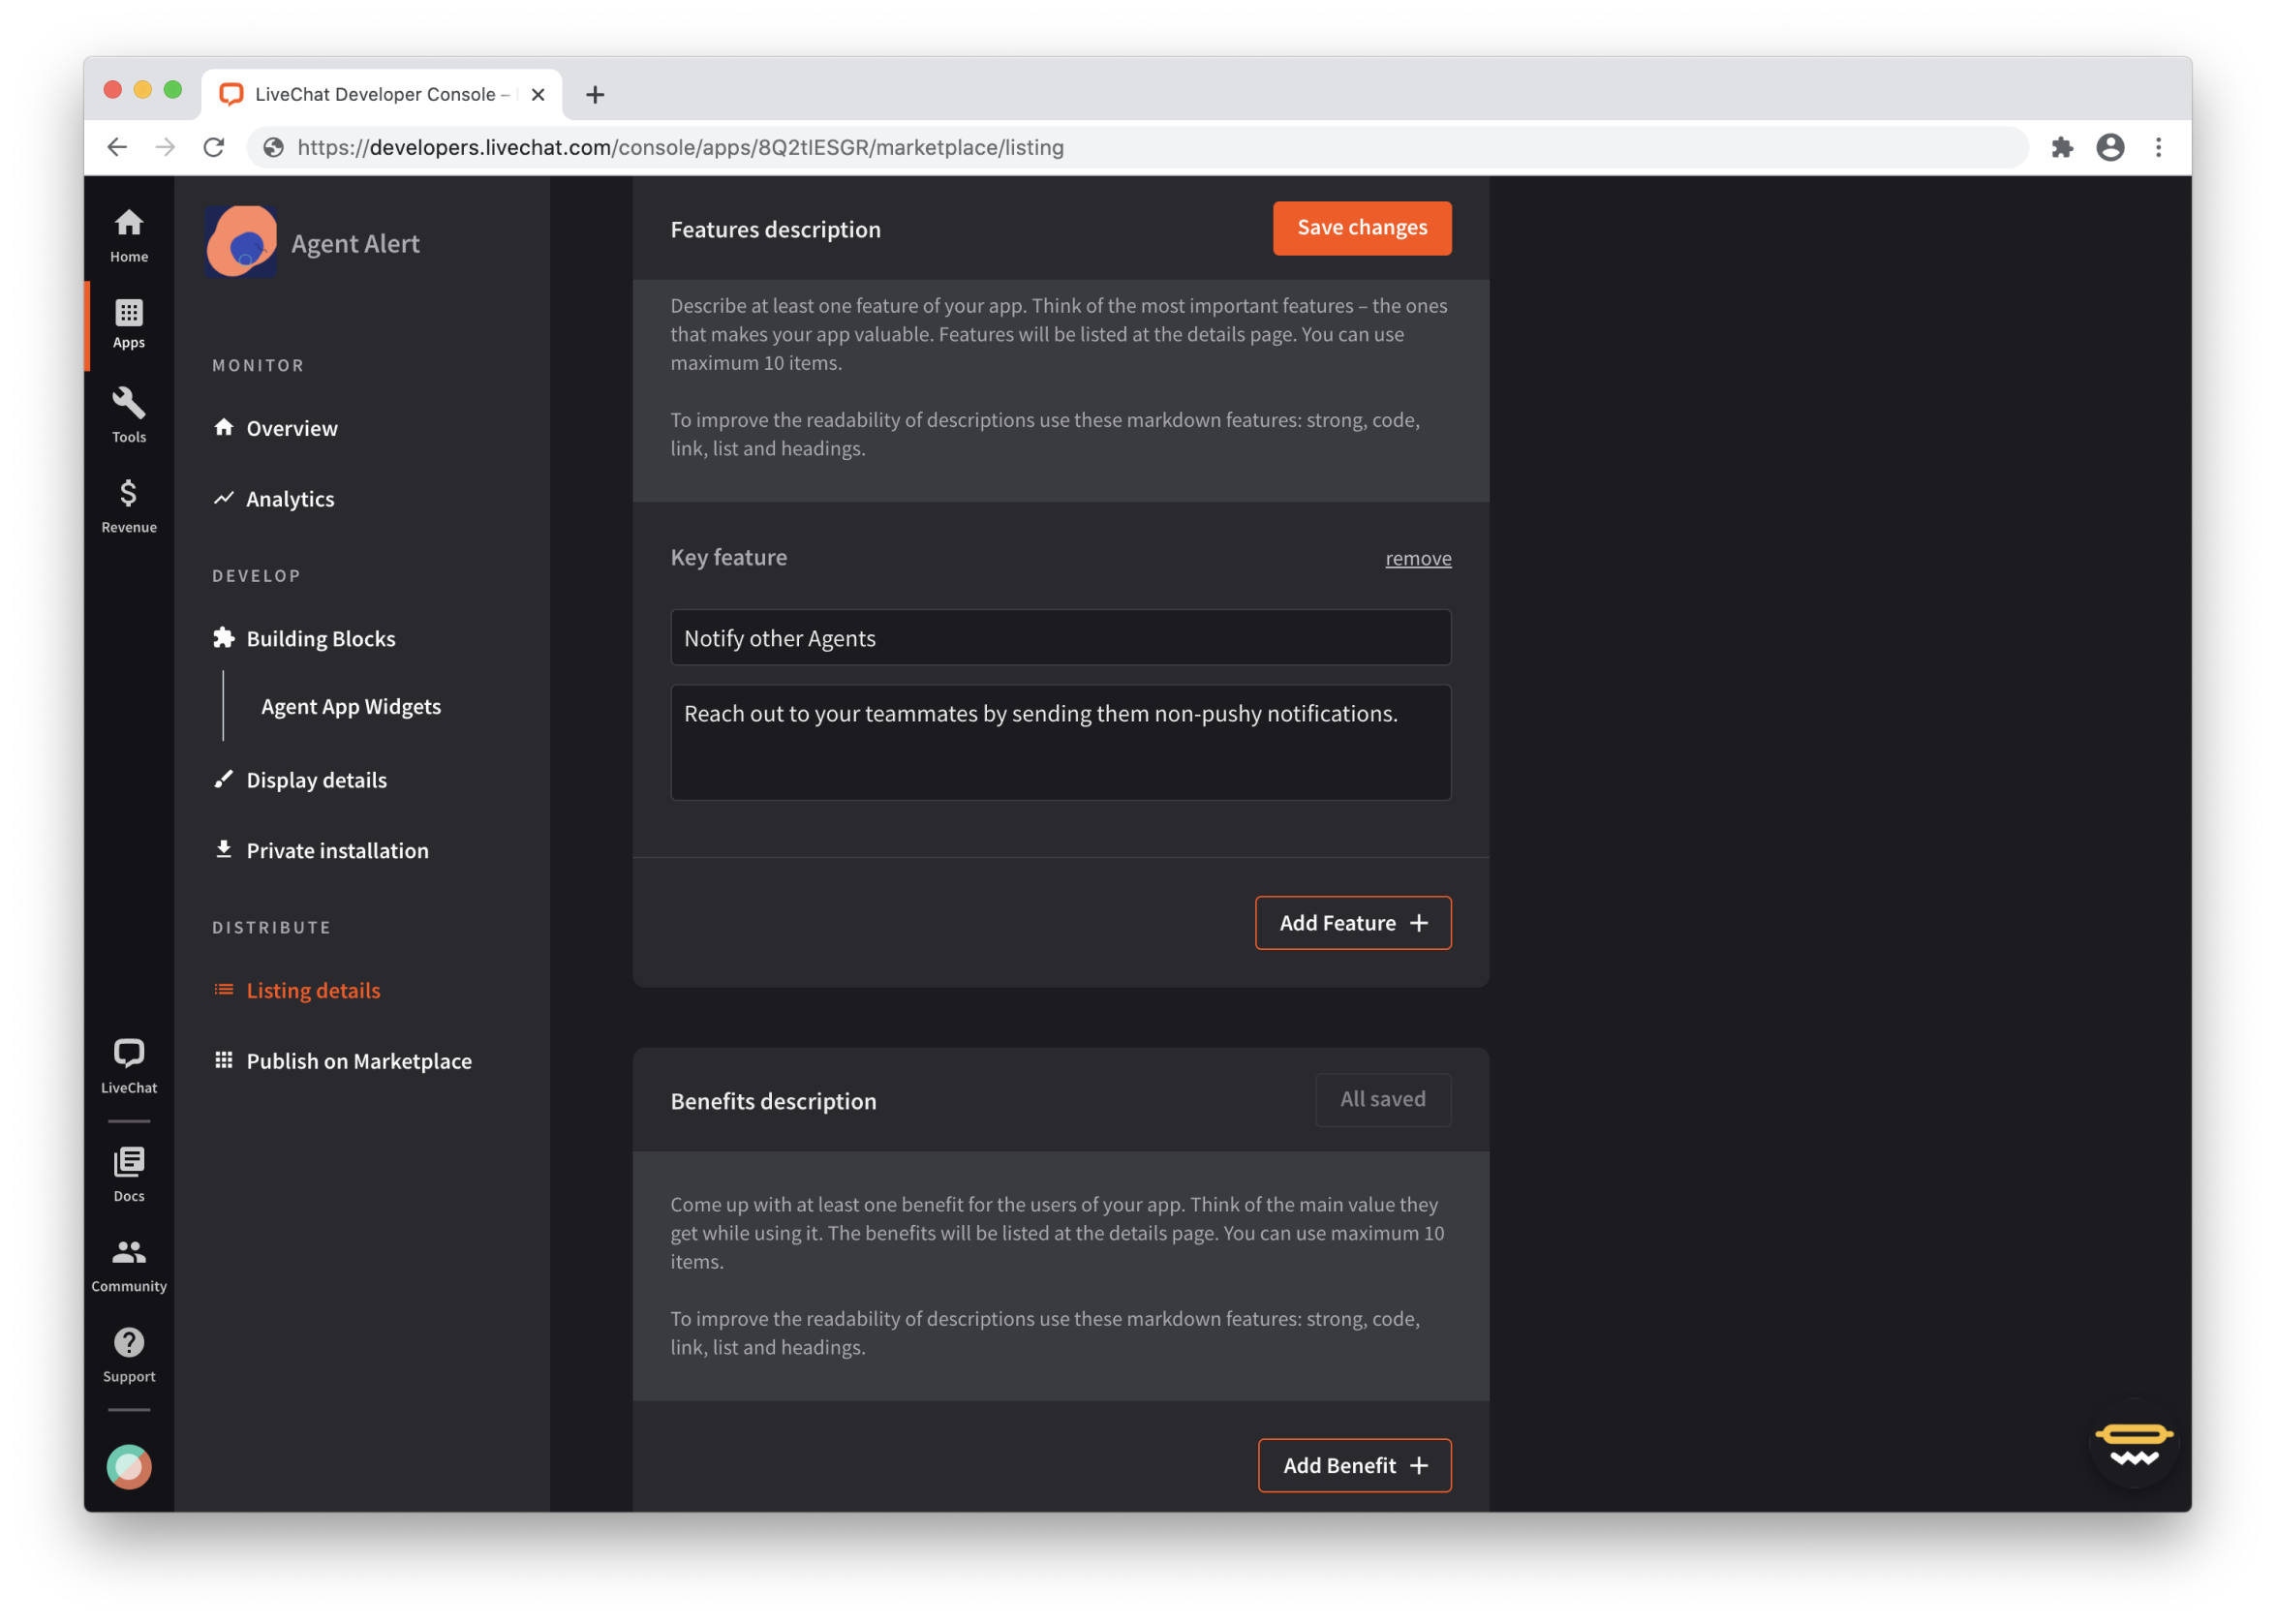 LiveChat Developer Console –
https://developers.livechat.com/console/apps/8Q2tIESGR/marketplace/listing
Home
Apps
Tools
Revenue
LiveChat
Docs
Community
Support
Agent Alert
MONITOR
Overview
Analytics
DEVELOP
Building Blocks
Agent App Widgets
Display details
Private installation
DISTRIBUTE
Listing details
Publish on Marketplace
Features description
Save changes
Describe at least one feature of your app. Think of the most important features – the ones
that makes your app valuable. Features will be listed at the details page. You can use
maximum 10 items.
To improve the readability of descriptions use these markdown features: strong, code,
link, list and headings.
Key feature
remove
Notify other Agents
Reach out to your teammates by sending them non-pushy notifications.
Add Feature +
Benefits description
All saved
Come up with at least one benefit for the users of your app. Think of the main value they
get while using it. The benefits will be listed at the details page. You can use maximum 10
items.
To improve the readability of descriptions use these markdown features: strong, code,
link, list and headings.
Add Benefit +